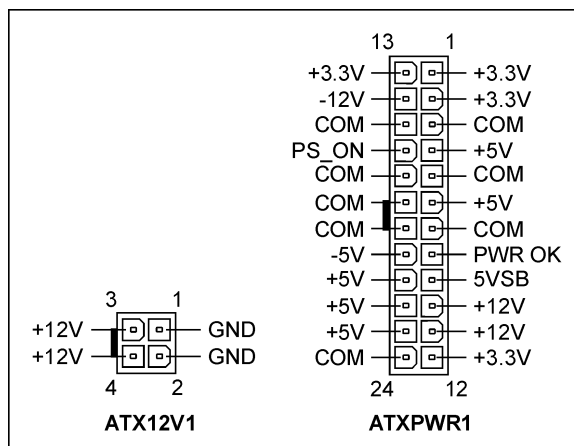 13 1
+3.3V +3.3V
-12V +3.3V
COM COM
PS_ON +5V
COM COM
COM +5V
COM COM
-5V PWR OK
+5V 5VSB
+5V +12V
+5V +12V
COM +3.3V
24 12
ATXPWR1
3 1
+12V GND
+12V GND
4 2
ATX12V1